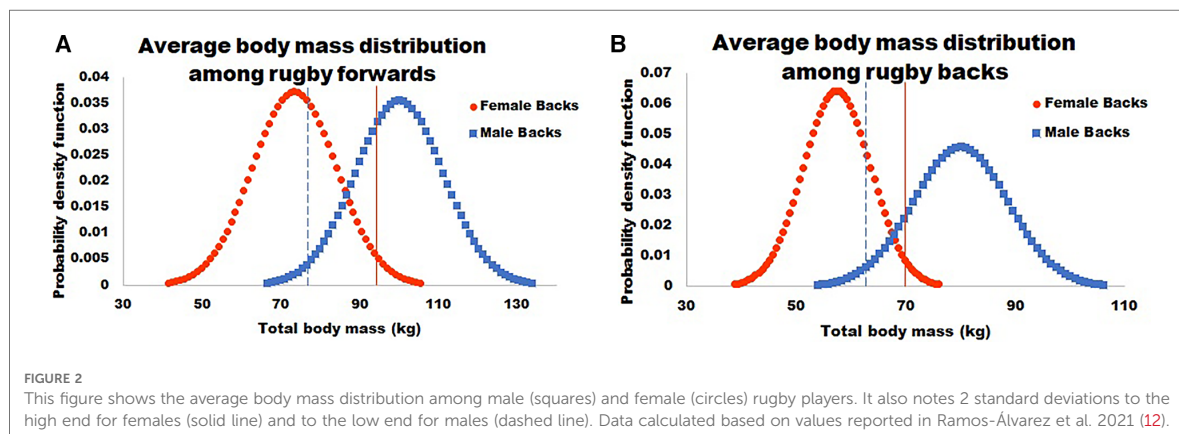 A
Average body mass distribution
among rugby forwards
Probability density function
0.04
0.035
0.03
0.025
0.02
0.015
0.01
0.005
0
30 50 70 90 110 130
Total body mass (kg)
Female Backs
Male Backs
B
Average body mass distribution
among rugby backs
Probability density function
0.07
0.06
0.05
0.04
0.03
0.02
0.01
0
30 50 70 90 110
Total body mass (kg)
Female Backs
Male Backs
FIGURE 2
This figure shows the average body mass distribution among male (squares) and female (circles) rugby players. It also notes 2 standard deviations to the
high end for females (solid line) and to the low end for males (dashed line). Data calculated based on values reported in Ramos-Álvarez et al. 2021 (12).